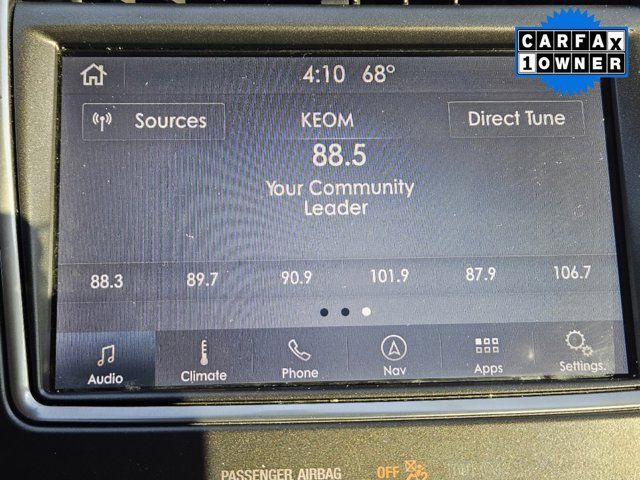 CARFAX
1 OWNER
4:10 68°
Sources
KEOM
Direct Tune
88.5
Your Community
Leader
88.3 89.7 90.9 101.9 87.9 106.7
Audio Climate Phone Nav Apps Settings
PASSENGER AIRBAG OFF